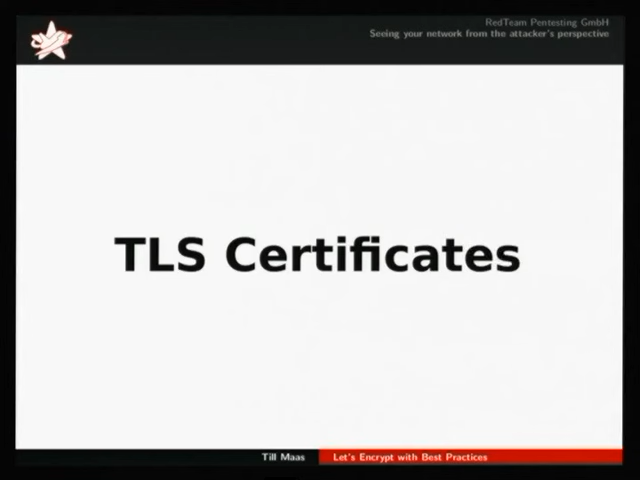 RedTeam Pentesting GmbH
Seeing your network from the attacker's perspective
TLS Certificates
Till Maas
Let's Encrypt with Best Practices